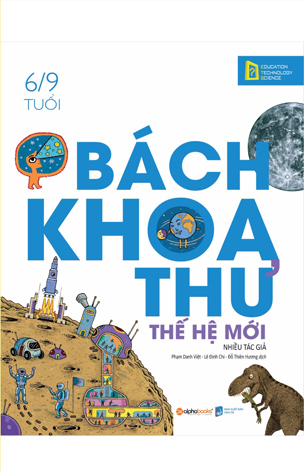 EDUCATION
TECHNOLOGY
SCIENCE
6/9
TUỔI
BÁCH
KHOA
THƯ
THẾ HỆ MỚI
NHIỀU TÁC GIẢ
Phạm Danh Việt - Lê Đình Chi - Đỗ Thiên Hương dịch
alphabooks